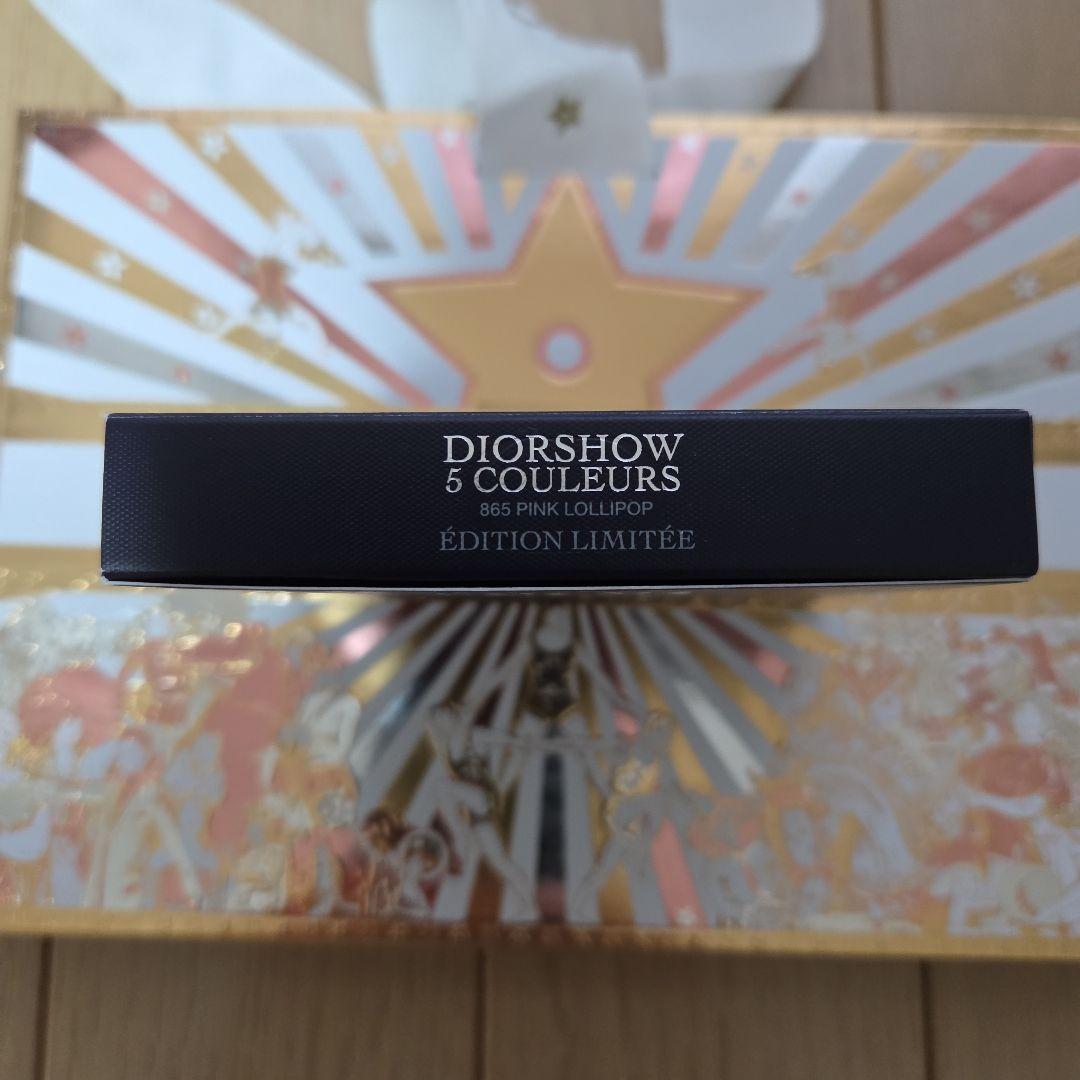 DIORSHOW
5 COULEURS
865 PINK LOLLIPOP
ÉDITION LIMITÉE